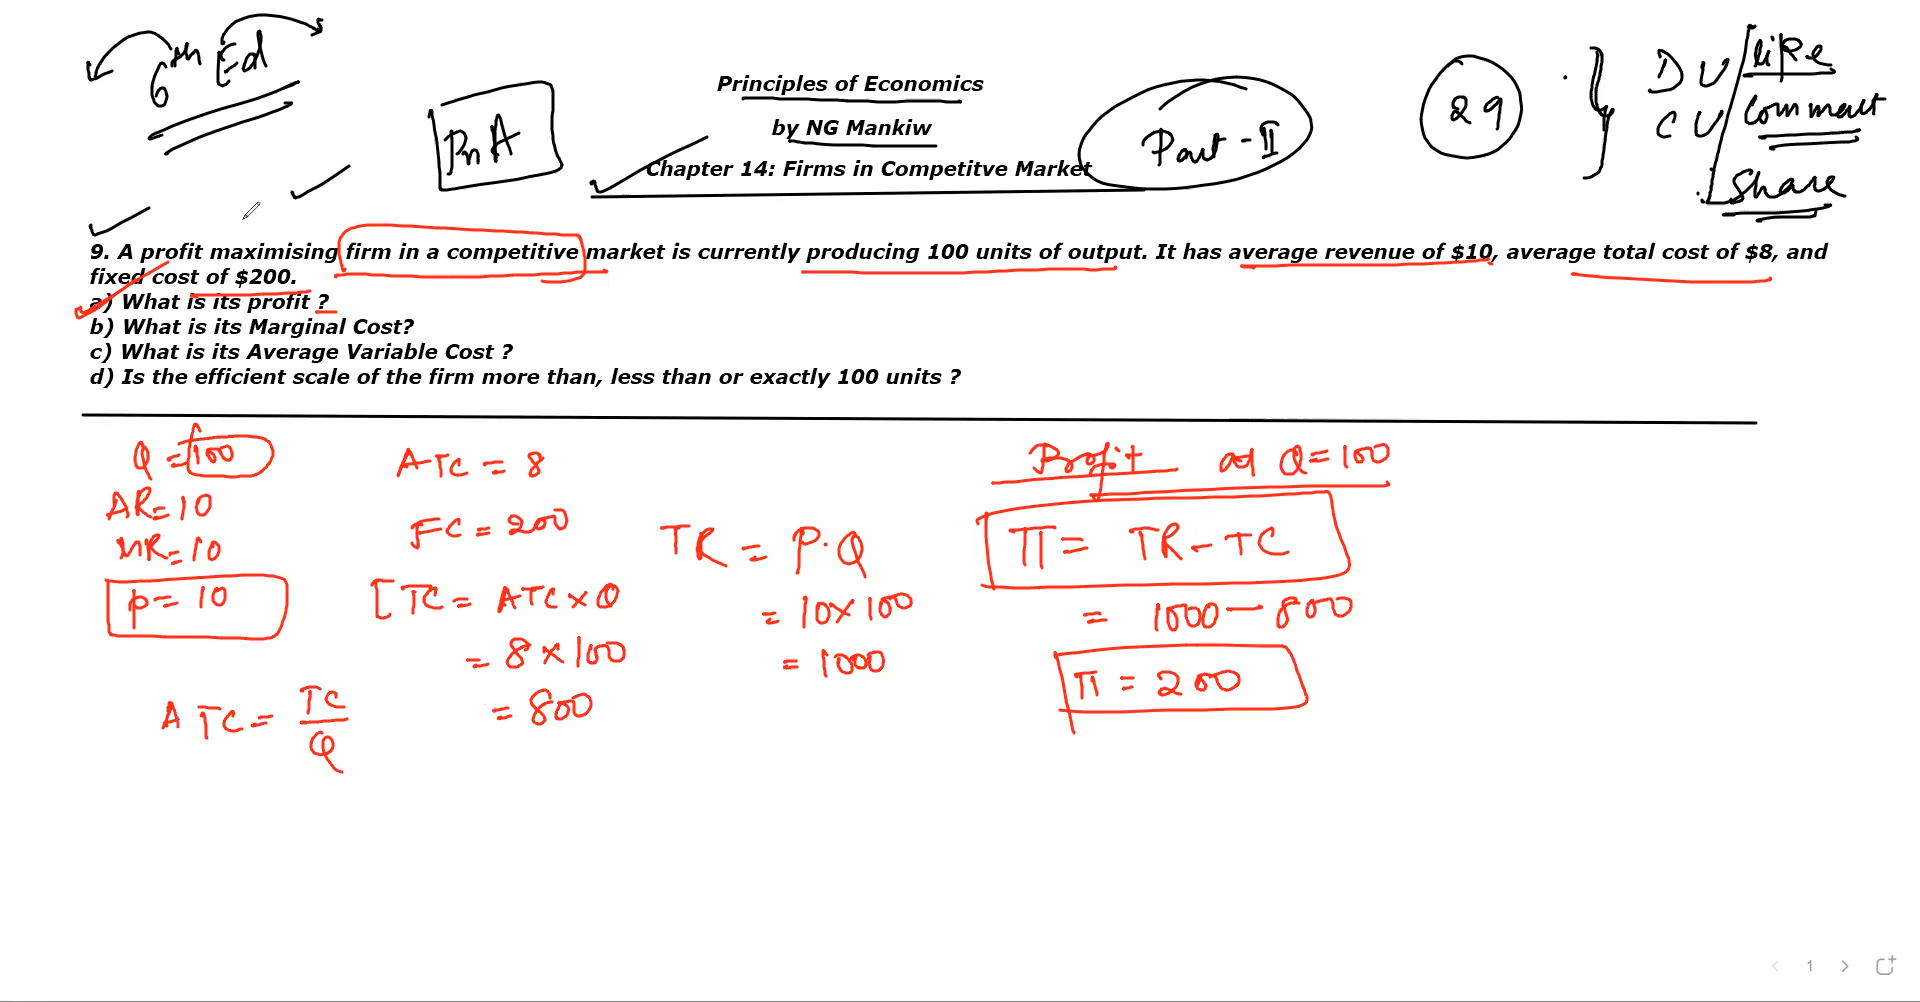 6th Ed
PnA
Principles of Economics
by NG Mankiw
Chapter 14: Firms in Competitve Market
Part - II
29
DU
CU
like
Comment
Share
9. A profit maximising firm in a competitive market is currently producing 100 units of output. It has average revenue of $10, average total cost of $8, and
fixed cost of $200.
a) What is its profit ?
b) What is its Marginal Cost?
c) What is its Average Variable Cost ?
d) Is the efficient scale of the firm more than, less than or exactly 100 units ?
Q = 100
AR = 10
MR = 10
p = 10
ATC = TC/Q
ATC = 8
FC = 200
[ TC = ATC × Q
= 8 × 100
= 800
TR = P.Q
= 10 × 100
= 1000
Profit at Q = 100
Π = TR - TC
= 1000 - 800
Π = 200
1